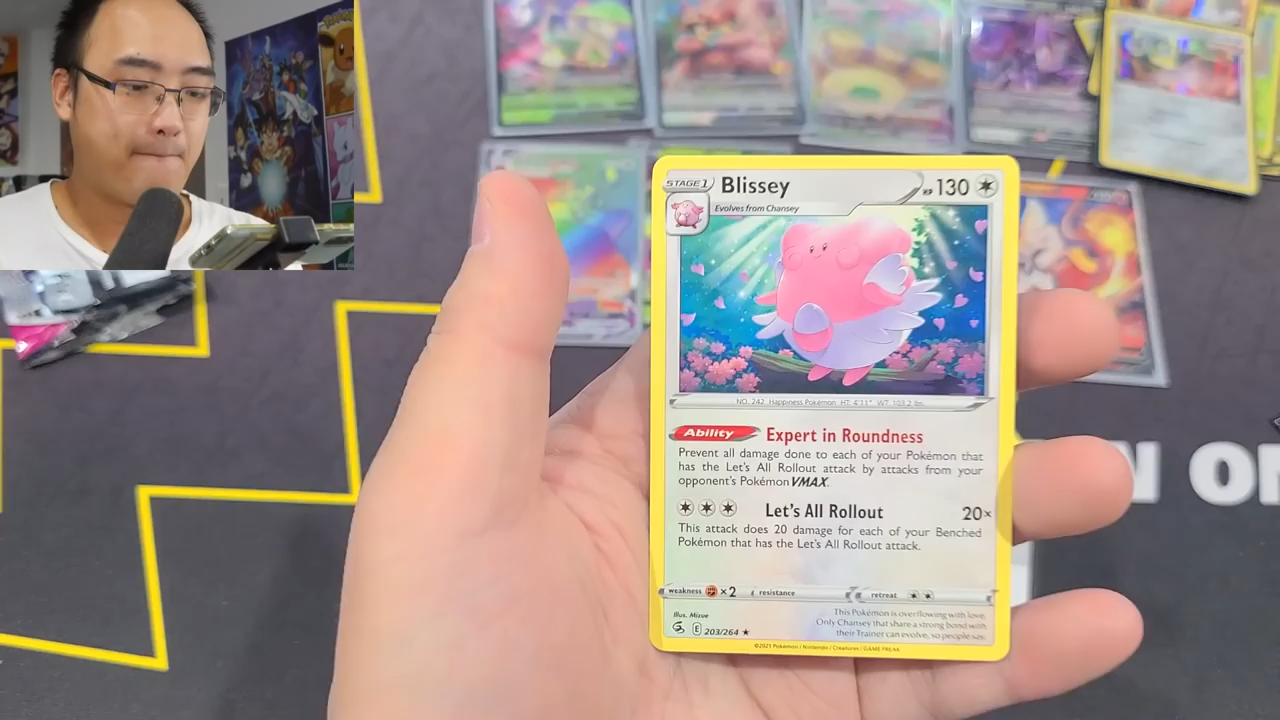 STAGE 1 Blissey HP 130
Evolves from Chansey
NO. 242 Happiness Pokémon HT: 4'11" WT: 103.2 lbs.
Ability Expert in Roundness
Prevent all damage done to each of your Pokémon that
has the Let's All Rollout attack by attacks from your
opponent's Pokémon VMAX.
Let's All Rollout 20×
This attack does 20 damage for each of your Benched
Pokémon that has the Let's All Rollout attack.
weakness ×2 resistance retreat
Illus. Mizue
E 203/264 ★
This Pokémon is overflowing with love.
Only Chansey that share a strong bond with
their Trainer can evolve, so people say.
©2021 Pokémon / Nintendo / Creatures / GAME FREAK